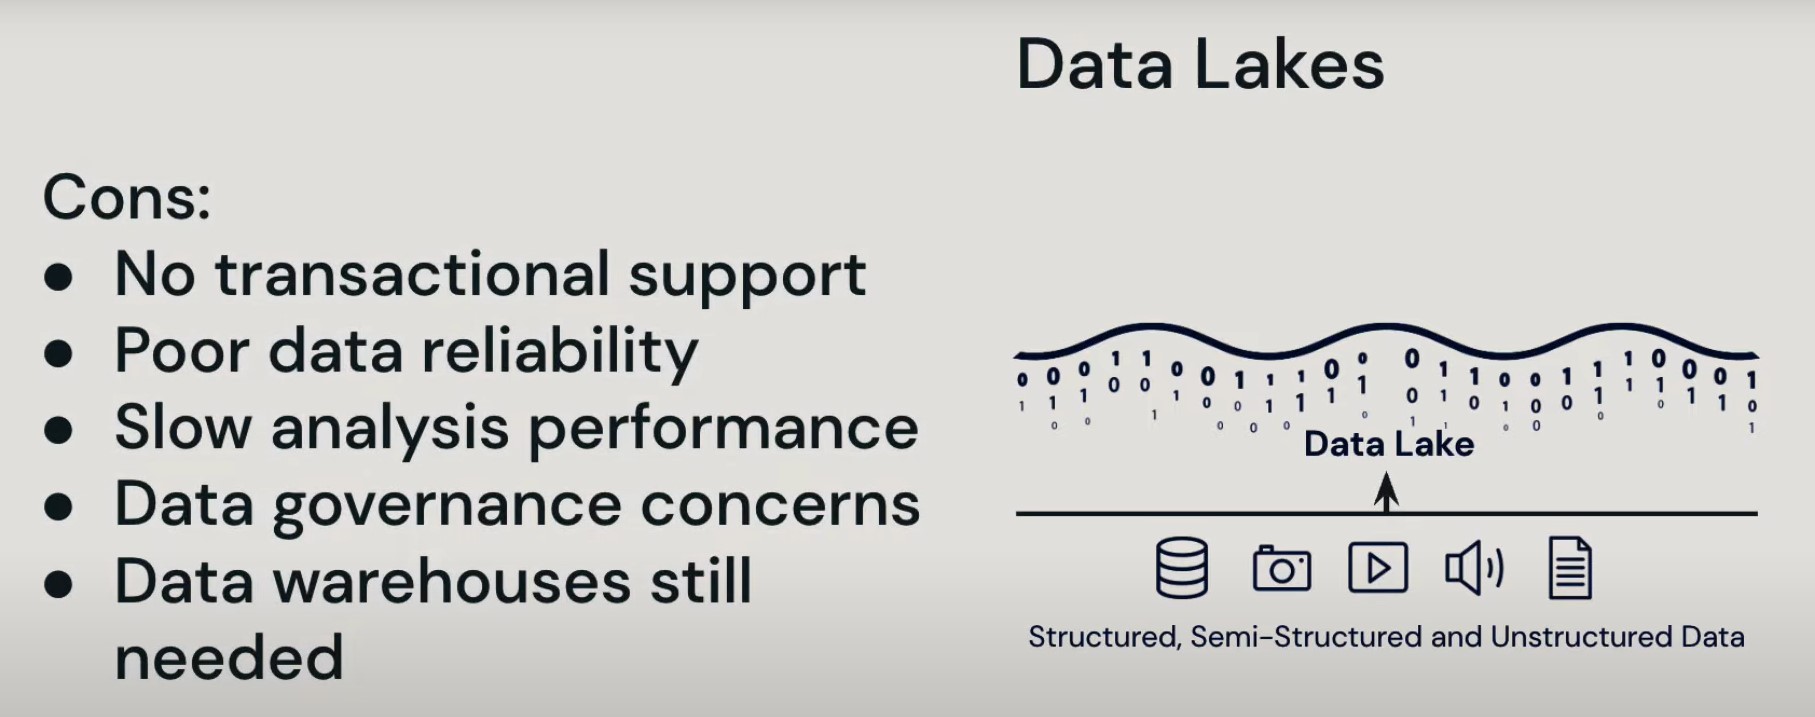 Data Lakes
Cons:
● No transactional support
● Poor data reliability
● Slow analysis performance
● Data governance concerns
● Data warehouses still
needed
Data Lake
Structured, Semi-Structured and Unstructured Data